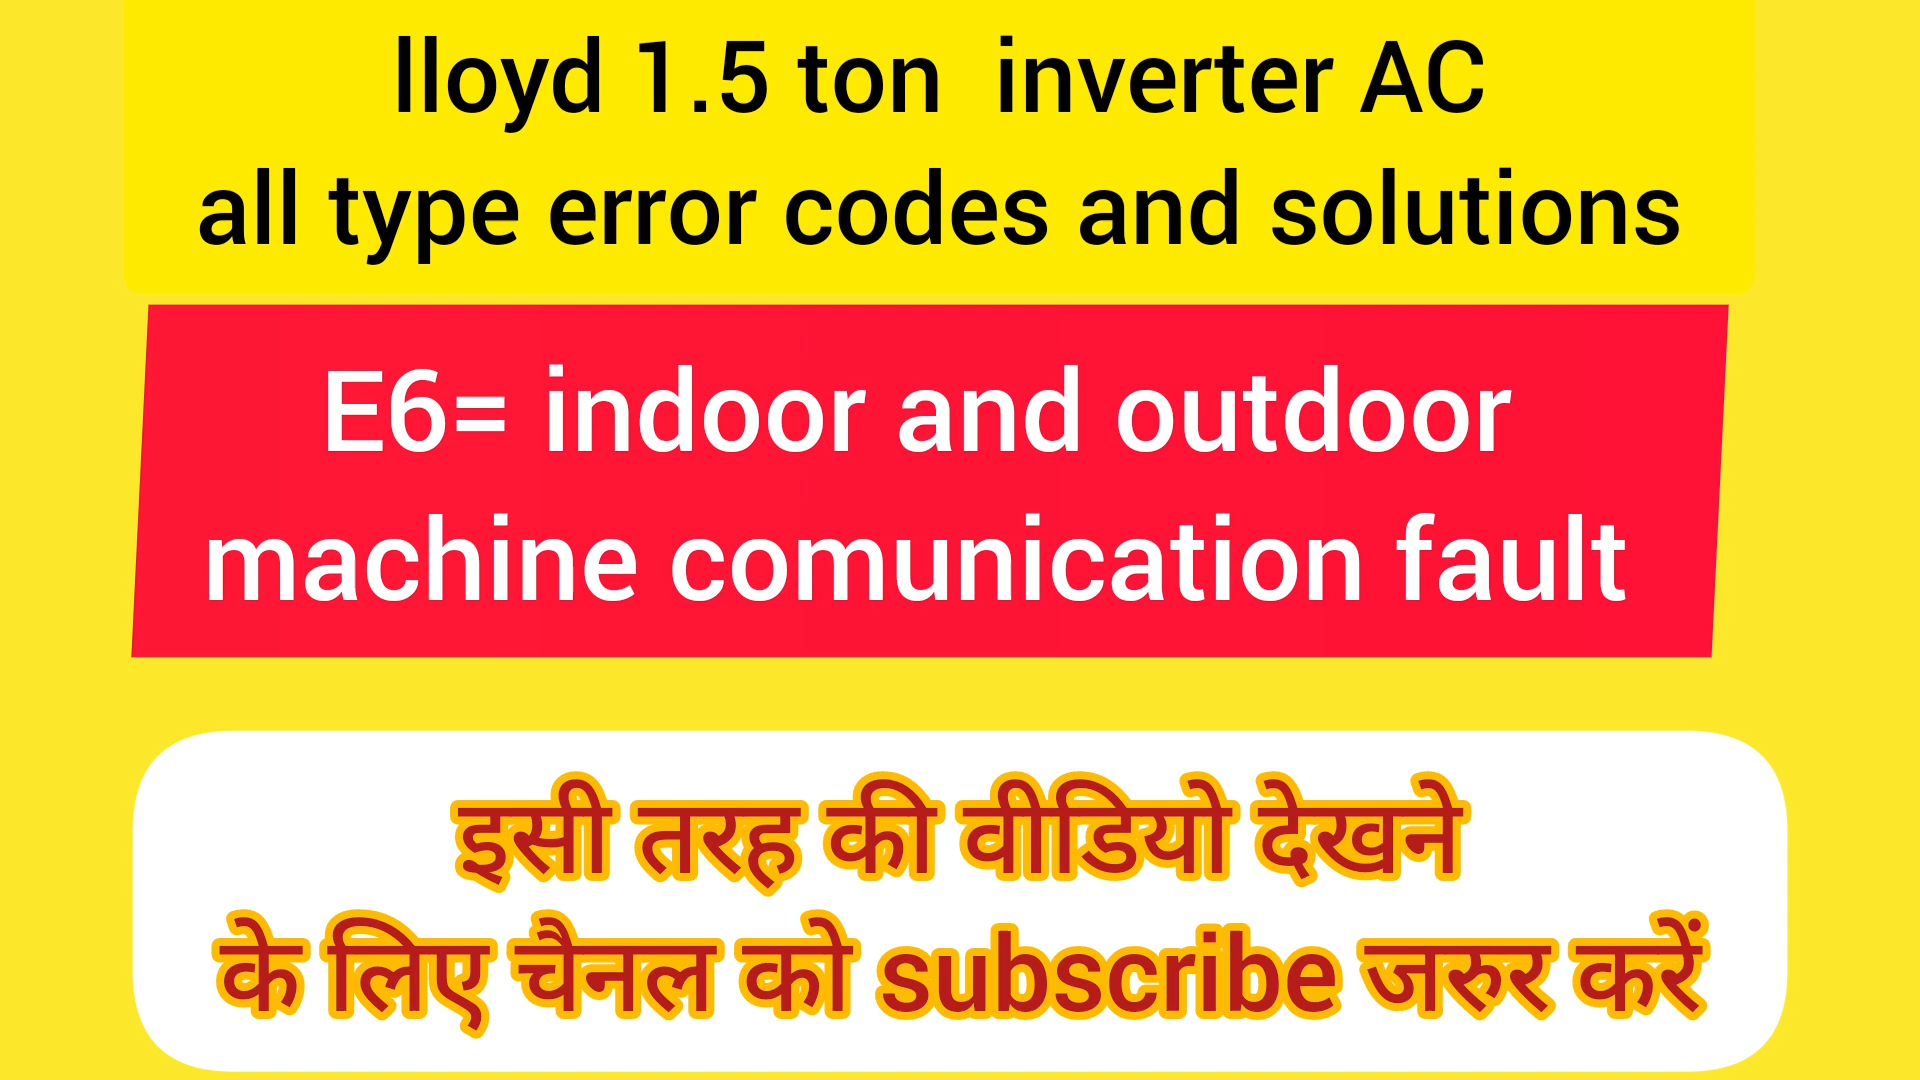 lloyd 1.5 ton inverter AC
all type error codes and solutions
E6= indoor and outdoor
machine comunication fault
इसी तरह की वीडियो देखने
के लिए चैनल को subscribe जरुर करें